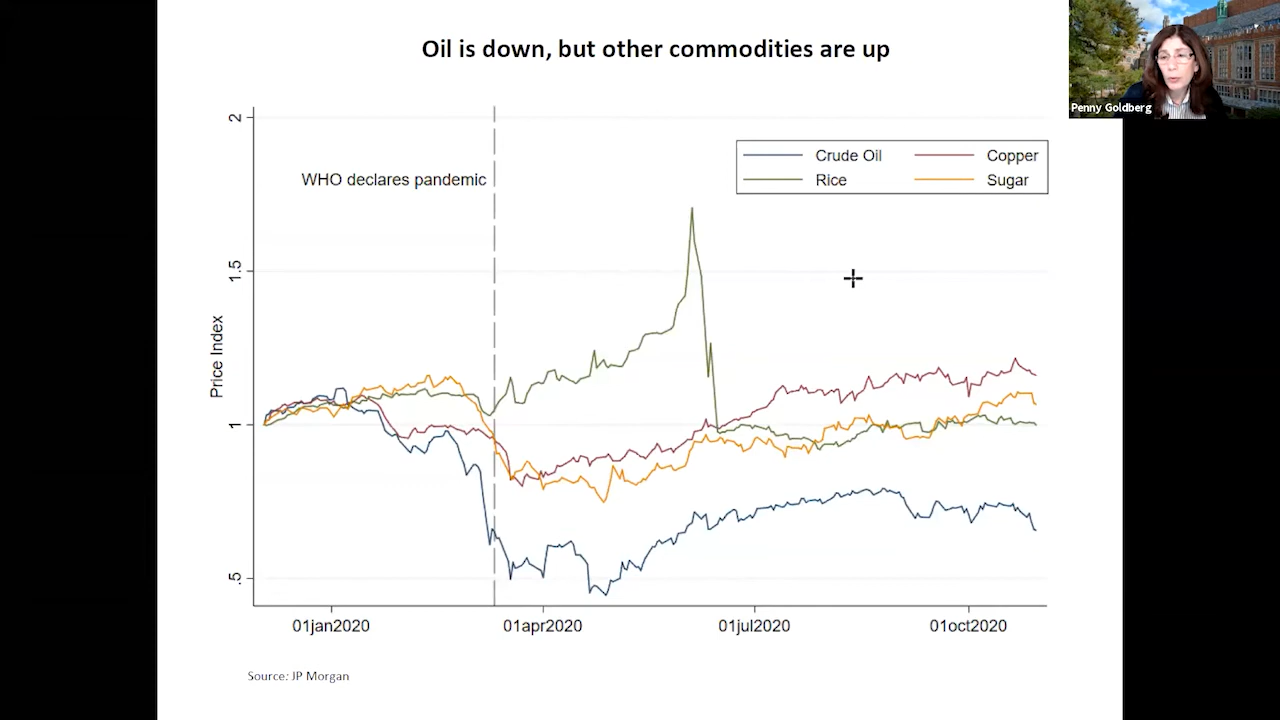 Oil is down, but other commodities are up
Penny Goldberg
2
1.5
1
.5
Price Index
WHO declares pandemic
Crude Oil
Copper
Rice
Sugar
01jan2020
01apr2020
01jul2020
01oct2020
Source: JP Morgan